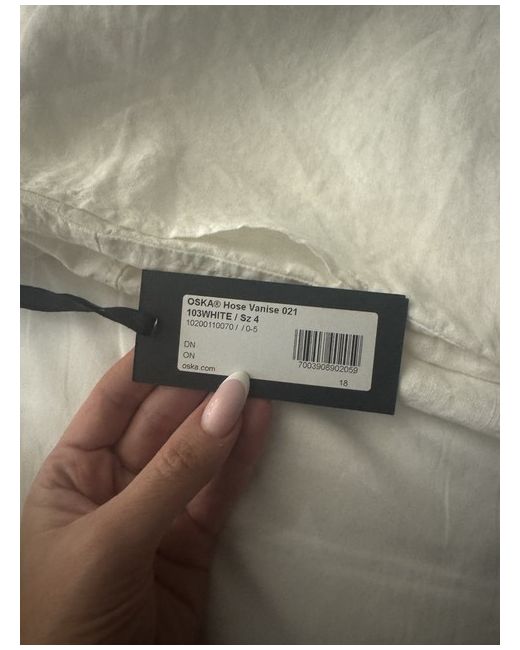 OSKA® Hose Vanise 021
103WHITE / Sz 4
10200110070 / / 0-5
DN
ON
oska.com
7003908902059
18